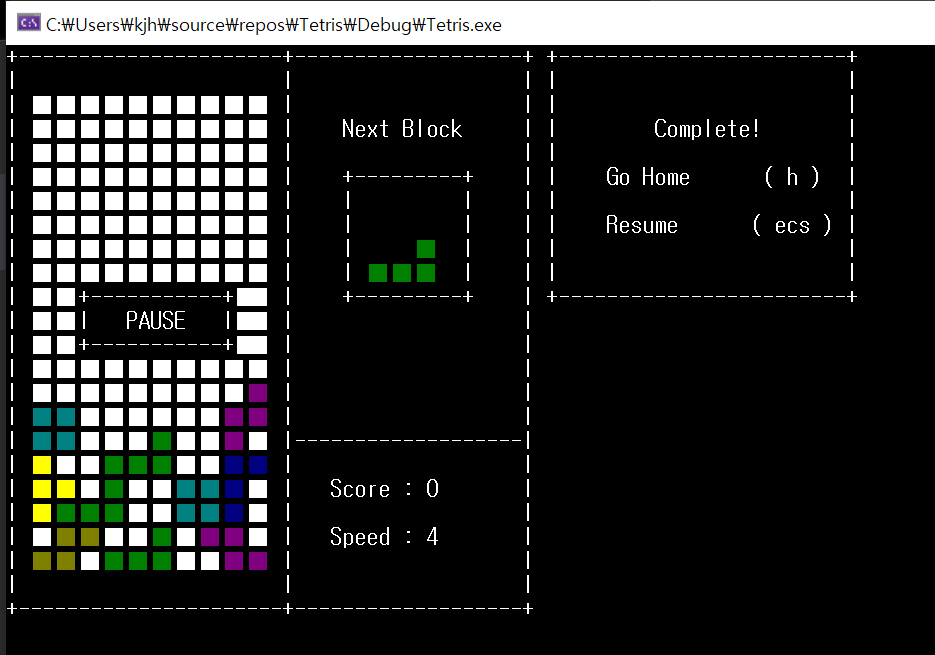 C:₩Users₩kjh₩source₩repos₩Tetris₩Debug₩Tetris.exe
Next Block
PAUSE
Score : 0
Speed : 4
Complete!
Go Home ( h )
Resume ( ecs )